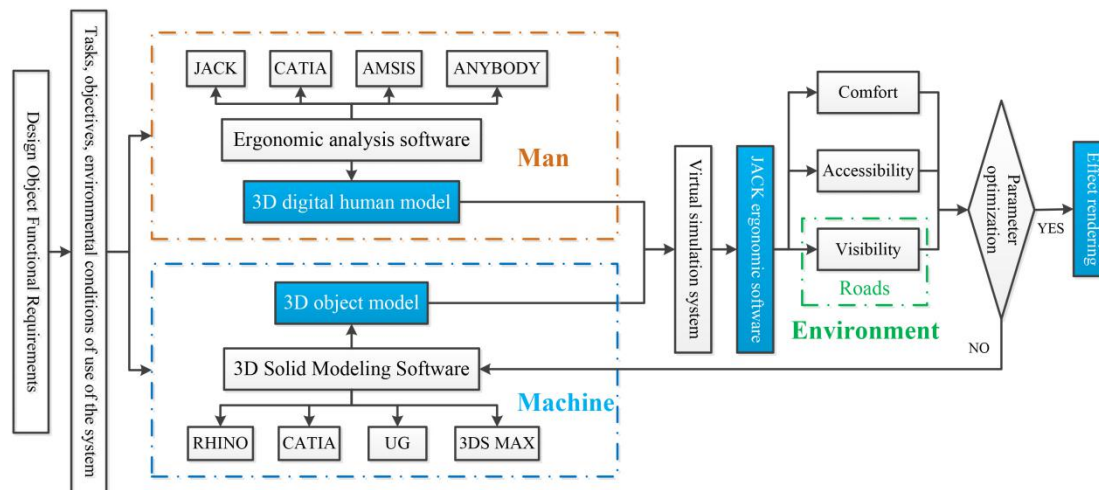 Design Object Functional Requirements
Tasks, objectives, environmental conditions of use of the system
JACK
CATIA
AMSIS
ANYBODY
Ergonomic analysis software
Man
3D digital human model
3D object model
3D Solid Modeling Software
Machine
RHINO
CATIA
UG
3DS MAX
Virtual simulation system
JACK ergonomic software
Comfort
Accessibility
Visibility
Roads
Environment
Parameter
optimization
YES
NO
Effect rendering